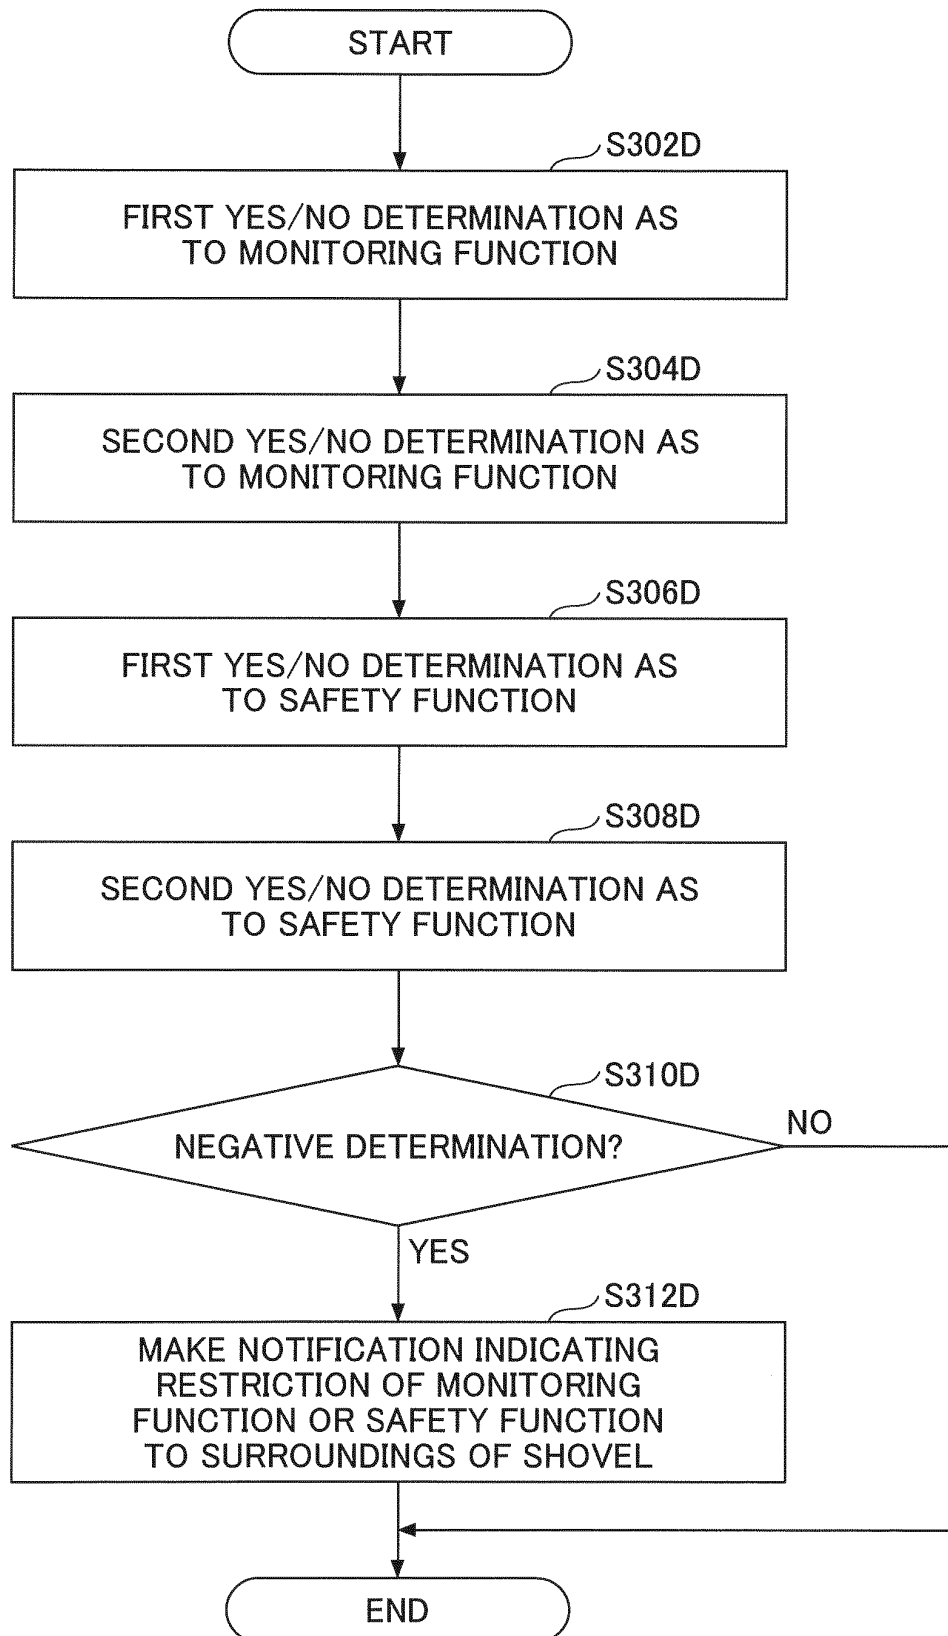 START
S302D
FIRST YES/NO DETERMINATION AS
TO MONITORING FUNCTION
S304D
SECOND YES/NO DETERMINATION AS
TO MONITORING FUNCTION
S306D
FIRST YES/NO DETERMINATION AS
TO SAFETY FUNCTION
S308D
SECOND YES/NO DETERMINATION AS
TO SAFETY FUNCTION
S310D
NO
NEGATIVE DETERMINATION?
YES
S312D
MAKE NOTIFICATION INDICATING
RESTRICTION OF MONITORING
FUNCTION OR SAFETY FUNCTION
TO SURROUNDINGS OF SHOVEL
END